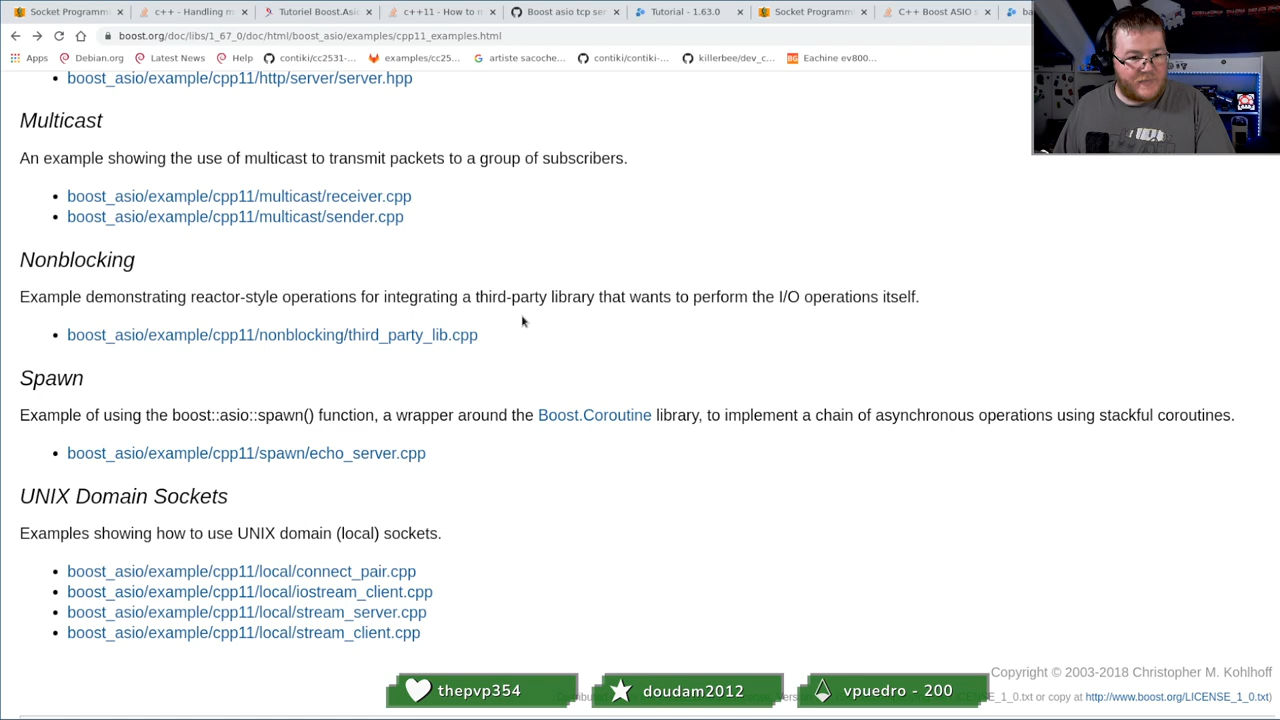 Socket Programm
c++ - Handling m
Tutoriel Boost.Asio
c++11 - How to n
Boost asio tcp ser
Tutorial - 1.63.0
Socket Programm
C++ Boost ASIO s
boost.org/doc/libs/1_67_0/doc/html/boost_asio/examples/cpp11_examples.html
Apps
Debian.org
Latest News
Help
contiki/cc2531-...
examples/cc25...
artiste sacoche...
contiki/contiki-...
killerbee/dev_c...
Eachine ev800...
boost_asio/example/cpp11/http/server/server.hpp
Multicast
An example showing the use of multicast to transmit packets to a group of subscribers.
• boost_asio/example/cpp11/multicast/receiver.cpp
• boost_asio/example/cpp11/multicast/sender.cpp
Nonblocking
Example demonstrating reactor-style operations for integrating a third-party library that wants to perform the I/O operations itself.
• boost_asio/example/cpp11/nonblocking/third_party_lib.cpp
Spawn
Example of using the boost::asio::spawn() function, a wrapper around the Boost.Coroutine library, to implement a chain of asynchronous operations using stackful coroutines.
• boost_asio/example/cpp11/spawn/echo_server.cpp
UNIX Domain Sockets
Examples showing how to use UNIX domain (local) sockets.
• boost_asio/example/cpp11/local/connect_pair.cpp
• boost_asio/example/cpp11/local/iostream_client.cpp
• boost_asio/example/cpp11/local/stream_server.cpp
• boost_asio/example/cpp11/local/stream_client.cpp
Copyright © 2003-2018 Christopher M. Kohlhoff
thepvp354
doudam2012
vpuedro - 200
NSE_1_0.txt or copy at http://www.boost.org/LICENSE_1_0.txt)